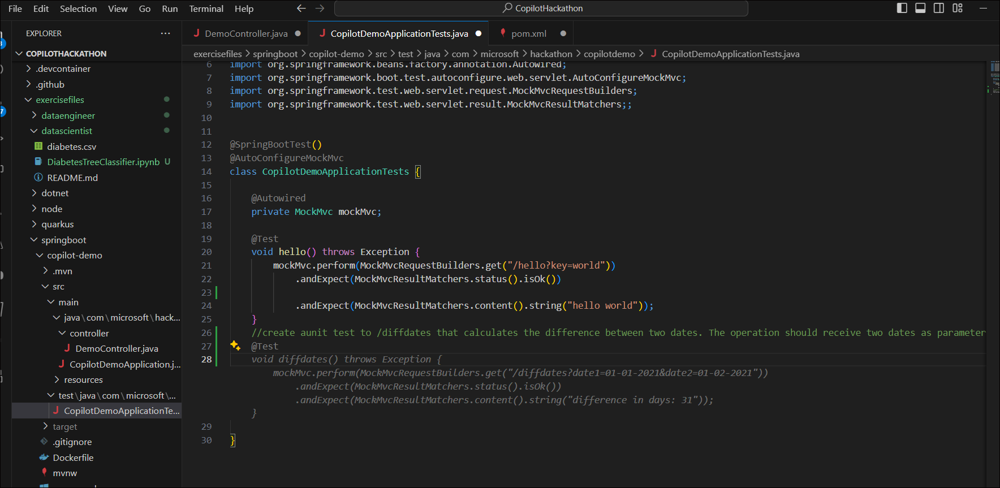 File Edit Selection View Go Run Terminal Help
CopilotHackathon
EXPLORER
DemoController.java
CopilotDemoApplicationTests.java
pom.xml
COPILOTHACKATHON
.devcontainer
.github
exercisefiles
dataengineer
datascientist
diabetes.csv
DiabetesTreeClassifier.ipynb U
README.md
dotnet
node
quarkus
springboot
copilot-demo
.mvn
src
main
java\com\microsoft\hack...
controller
DemoController.java
CopilotDemoApplication.j...
resources
test\java\com\microsoft\...
CopilotDemoApplicationTe...
target
.gitignore
Dockerfile
mvnw
exercisefiles > springboot > copilot-demo > src > test > java > com > microsoft > hackathon > copilotdemo > CopilotDemoApplicationTests.java
6 import org.springframework.beans.factory.annotation.Autowired;
7 import org.springframework.boot.test.autoconfigure.web.servlet.AutoConfigureMockMvc;
8 import org.springframework.test.web.servlet.request.MockMvcRequestBuilders;
9 import org.springframework.test.web.servlet.result.MockMvcResultMatchers;;
10
11
12 @SpringBootTest()
13 @AutoConfigureMockMvc
14 class CopilotDemoApplicationTests {
15
16 @Autowired
17 private MockMvc mockMvc;
18
19 @Test
20 void hello() throws Exception {
21 mockMvc.perform(MockMvcRequestBuilders.get("/hello?key=world"))
22 .andExpect(MockMvcResultMatchers.status().isOk())
23
24 .andExpect(MockMvcResultMatchers.content().string("hello world"));
25 }
26 //create aunit test to /diffdates that calculates the difference between two dates. The operation should receive two dates as parameter
27 @Test
28 void diffdates() throws Exception {
mockMvc.perform(MockMvcRequestBuilders.get("/diffdates?date1=01-01-2021&date2=01-02-2021"))
.andExpect(MockMvcResultMatchers.status().isOk())
.andExpect(MockMvcResultMatchers.content().string("difference in days: 31"));
}
29
30 }